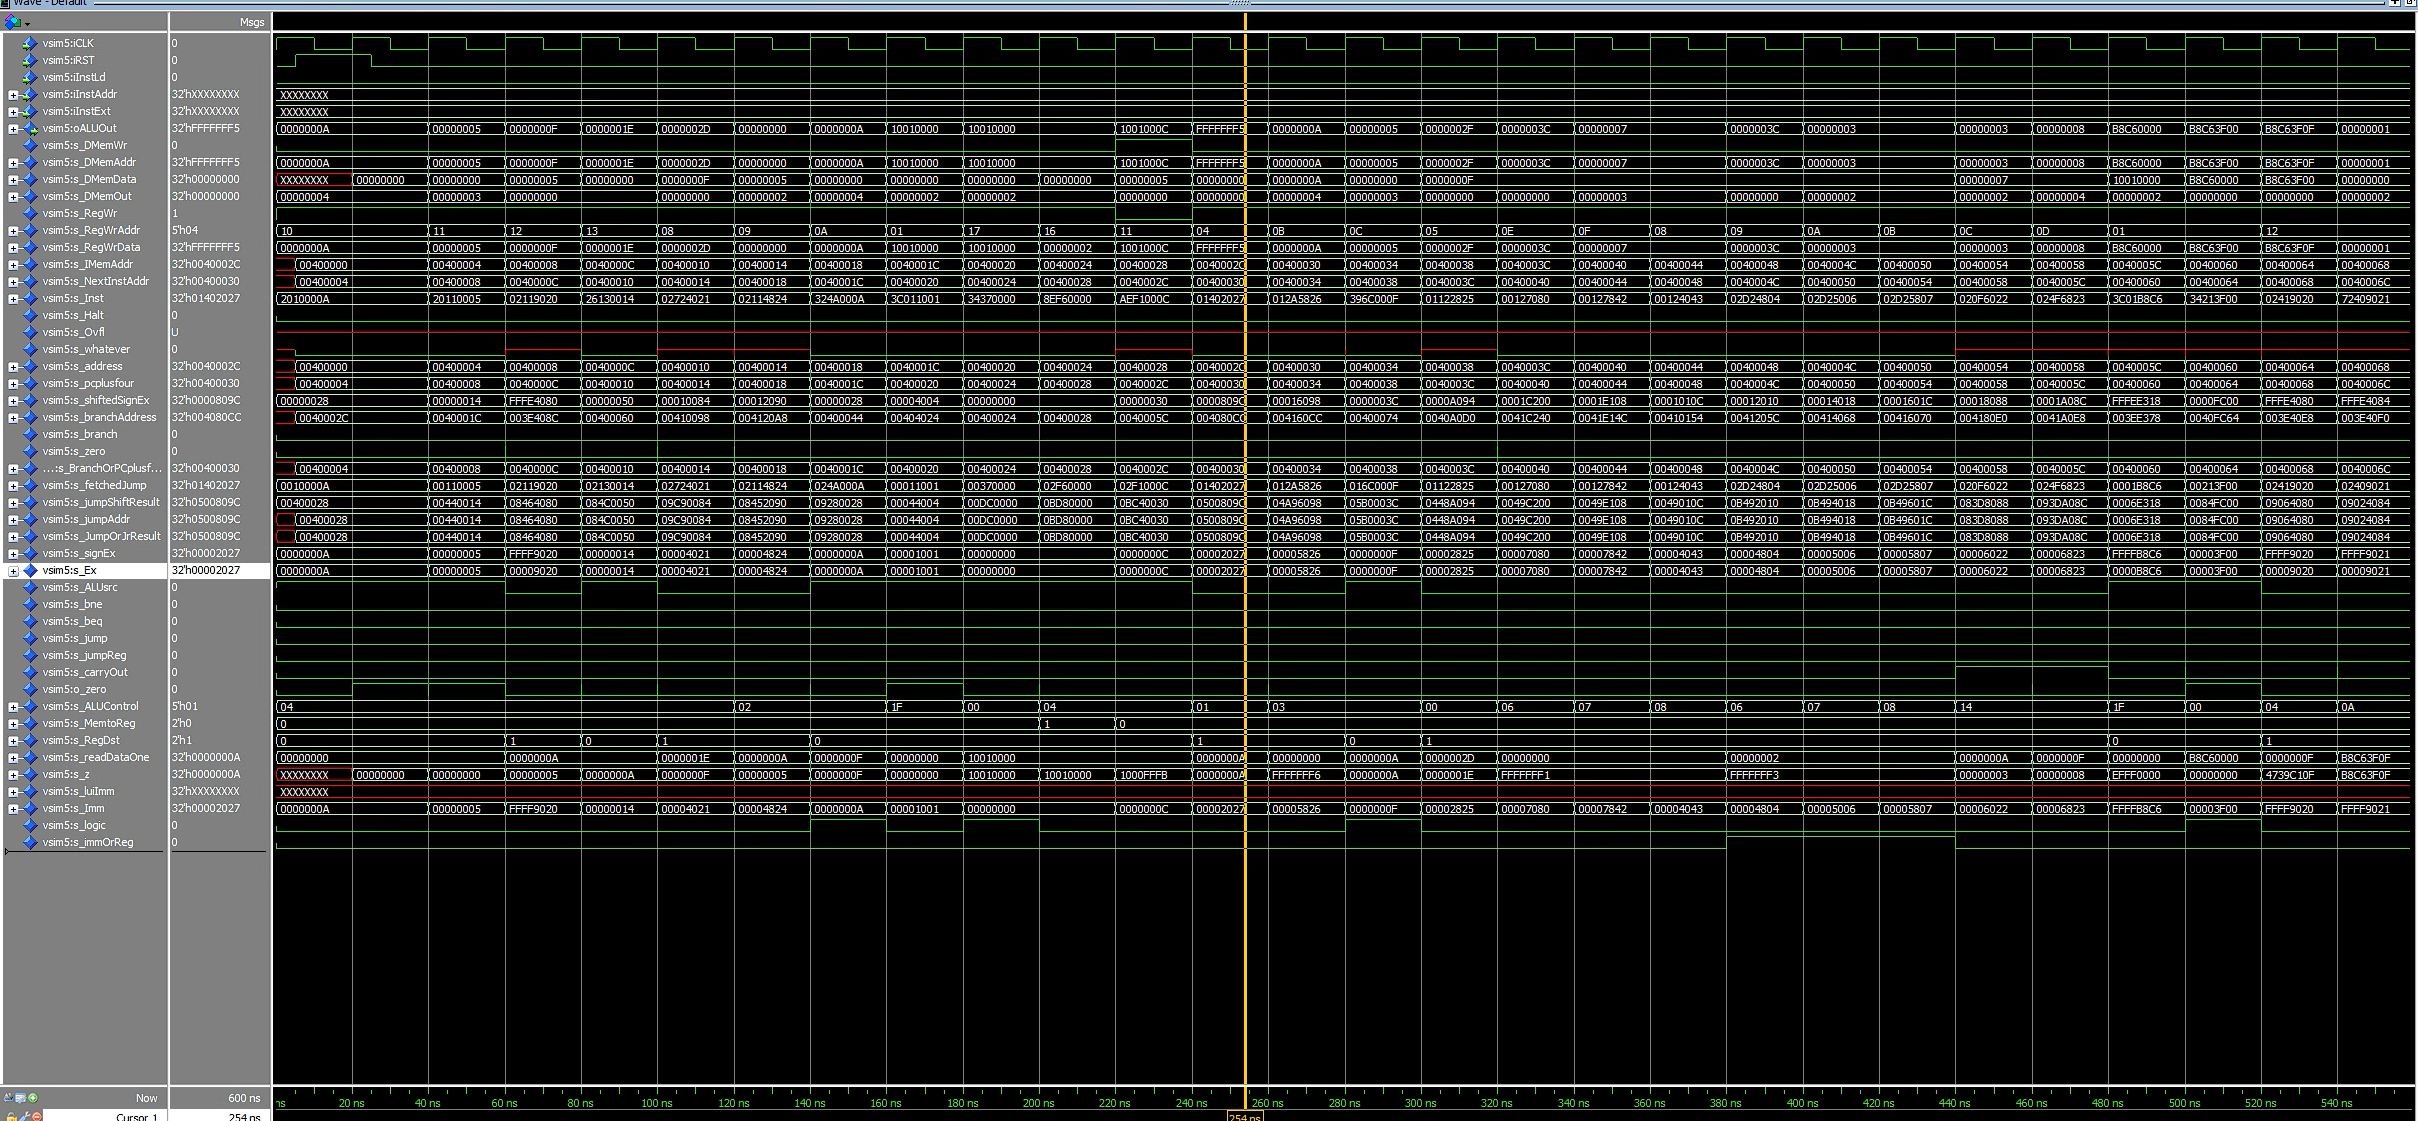 Wave - Default
Msgs
vsim5:iCLK 0
vsim5:iRST 0
vsim5:iInstLd 0
vsim5:iInstAddr 32'hXXXXXXXX XXXXXXXX
vsim5:iInstExt 32'hXXXXXXXX XXXXXXXX
vsim5:oALUOut 32'hFFFFFFF5 0000000A 00000005 0000000F 0000001E 0000002D 00000000 0000000A 10010000 10010000 1001000C FFFFFFF5 0000000A 00000005 0000002F 0000003C 00000007 0000003C 00000003 00000003 00000008 B8C60000 B8C63F00 B8C63F0F 00000001
vsim5:s_DMemWr 0
vsim5:s_DMemAddr 32'hFFFFFFF5 0000000A 00000005 0000000F 0000001E 0000002D 00000000 0000000A 10010000 10010000 1001000C FFFFFFF5 0000000A 00000005 0000002F 0000003C 00000007 0000003C 00000003 00000003 00000008 B8C60000 B8C63F00 B8C63F0F 00000001
vsim5:s_DMemData 32'h00000000 XXXXXXXX 00000000 00000000 00000005 00000000 0000000F 00000005 00000000 00000000 00000000 00000000 00000005 00000000 0000000A 00000000 0000000F 00000007 10010000 B8C60000 B8C63F00 00000000
vsim5:s_DMemOut 32'h00000000 00000004 00000003 00000000 00000000 00000002 00000004 00000002 00000002 00000000 00000000 00000004 00000003 00000000 00000000 00000003 00000000 00000002 00000002 00000004 00000002 00000000 00000000 00000002
vsim5:s_RegWr 1
vsim5:s_RegWrAddr 5'h04 10 11 12 13 08 09 0A 01 17 16 11 04 0B 0C 05 0E 0F 08 09 0A 0B 0C 0D 01 12
vsim5:s_RegWrData 32'hFFFFFFF5 0000000A 00000005 0000000F 0000001E 0000002D 00000000 0000000A 10010000 10010000 00000002 1001000C FFFFFFF5 0000000A 00000005 0000002F 0000003C 00000007 0000003C 00000003 00000003 00000008 B8C60000 B8C63F00 B8C63F0F 00000001
vsim5:s_IMemAddr 32'h0040002C 00400000 00400004 00400008 0040000C 00400010 00400014 00400018 0040001C 00400020 00400024 00400028 0040002C 00400030 00400034 00400038 0040003C 00400040 00400044 00400048 0040004C 00400050 00400054 00400058 0040005C 00400060 00400064 00400068
vsim5:s_NextInstAddr 32'h00400030 00400004 00400008 0040000C 00400010 00400014 00400018 0040001C 00400020 00400024 00400028 0040002C 00400030 00400034 00400038 0040003C 00400040 00400044 00400048 0040004C 00400050 00400054 00400058 0040005C 00400060 00400064 00400068 0040006C
vsim5:s_Inst 32'h01402027 2010000A 20110005 02119020 26130014 02724021 02114824 324A000A 3C011001 34370000 8EF60000 AEF1000C 01402027 012A5826 396C000F 01122825 00127080 00127842 00124043 02D24804 02D25006 02D25807 020F6022 024F6823 3C01B8C6 34213F00 02419020 72409021
vsim5:s_Halt 0
vsim5:s_Ovfl U
vsim5:s_whatever 0
vsim5:s_address 32'h0040002C 00400000 00400004 00400008 0040000C 00400010 00400014 00400018 0040001C 00400020 00400024 00400028 0040002C 00400030 00400034 00400038 0040003C 00400040 00400044 00400048 0040004C 00400050 00400054 00400058 0040005C 00400060 00400064 00400068
vsim5:s_pcplusfour 32'h00400030 00400004 00400008 0040000C 00400010 00400014 00400018 0040001C 00400020 00400024 00400028 0040002C 00400030 00400034 00400038 0040003C 00400040 00400044 00400048 0040004C 00400050 00400054 00400058 0040005C 00400060 00400064 00400068 0040006C
vsim5:s_shiftedSignEx 32'h0000809C 00000028 00000014 FFFE4080 00000050 00010084 00012090 00000028 00004004 00000000 00000030 0000809C 00016098 0000003C 0000A094 0001C200 0001E108 0001010C 00012010 00014018 0001601C 00018088 0001A08C FFFEE318 0000FC00 FFFE4080 FFFE4084
vsim5:s_branchAddress 32'h004080CC 0040002C 0040001C 003E408C 00400060 00410098 004120A8 00400044 00404024 00400024 00400028 0040005C 004080CC 004160CC 00400074 0040A0D0 0041C240 0041E14C 00410154 0041205C 00414068 00416070 004180E0 0041A0E8 003EE378 0040FC64 003E40E8 003E40F0
vsim5:s_branch 0
vsim5:s_zero 0
...:s_BranchOrPCplusf... 32'h00400030 00400004 00400008 0040000C 00400010 00400014 00400018 0040001C 00400020 00400024 00400028 0040002C 00400030 00400034 00400038 0040003C 00400040 00400044 00400048 0040004C 00400050 00400054 00400058 0040005C 00400060 00400064 00400068 0040006C
vsim5:s_fetchedJump 32'h01402027 0010000A 00110005 02119020 02130014 02724021 02114824 024A000A 00011001 00370000 02F60000 02F1000C 01402027 012A5826 016C000F 01122825 00127080 00127842 00124043 02D24804 02D25006 02D25807 020F6022 024F6823 0001B8C6 00213F00 02419020 02409021
vsim5:s_jumpShiftResult 32'h0500809C 00400028 00440014 08464080 084C0050 09C90084 08452090 09280028 00044004 00DC0000 0BD80000 0BC40030 0500809C 04A96098 05B0003C 0448A094 0049C200 0049E108 0049010C 0B492010 0B494018 0B49601C 083D8088 093DA08C 0006E318 0084FC00 09064080 09024084
vsim5:s_jumpAddr 32'h0500809C 00400028 00440014 08464080 084C0050 09C90084 08452090 09280028 00044004 00DC0000 0BD80000 0BC40030 0500809C 04A96098 05B0003C 0448A094 0049C200 0049E108 0049010C 0B492010 0B494018 0B49601C 083D8088 093DA08C 0006E318 0084FC00 09064080 09024084
vsim5:s_JumpOrJrResult 32'h0500809C 00400028 00440014 08464080 084C0050 09C90084 08452090 09280028 00044004 00DC0000 0BD80000 0BC40030 0500809C 04A96098 05B0003C 0448A094 0049C200 0049E108 0049010C 0B492010 0B494018 0B49601C 083D8088 093DA08C 0006E318 0084FC00 09064080 09024084
vsim5:s_signEx 32'h00002027 0000000A 00000005 FFFF9020 00000014 00004021 00004824 0000000A 00001001 00000000 0000000C 00002027 00005826 0000000F 00002825 00007080 00007842 00004043 00004804 00005006 00005807 00006022 00006823 FFFFB8C6 00003F00 FFFF9020 FFFF9021
vsim5:s_Ex 32'h00002027 0000000A 00000005 00009020 00000014 00004021 00004824 0000000A 00001001 00000000 0000000C 00002027 00005826 0000000F 00002825 00007080 00007842 00004043 00004804 00005006 00005807 00006022 00006823 0000B8C6 00003F00 00009020 00009021
vsim5:s_ALUsrc 0
vsim5:s_bne 0
vsim5:s_beq 0
vsim5:s_jump 0
vsim5:s_jumpReg 0
vsim5:s_carryOut 0
vsim5:o_zero 0
vsim5:s_ALUControl 5'h01 04 02 1F 00 04 01 03 00 06 07 08 06 07 08 14 1F 00 04 0A
vsim5:s_MemtoReg 2'h0 0 1 0
vsim5:s_RegDst 2'h1 0 1 0 1 0 1 0 1 0 1
vsim5:s_readDataOne 32'h0000000A 00000000 0000000A 0000001E 0000000A 0000000F 00000000 10010000 0000000A 00000000 0000000A 0000002D 00000000 00000002 0000000A 0000000F 00000000 B8C60000 0000000F B8C63F0F
vsim5:s_z 32'h0000000A XXXXXXXX 00000000 00000000 00000005 0000000A 0000000F 00000005 0000000F 00000000 10010000 10010000 1000FFFB 0000000A FFFFFFF6 0000000A 0000001E FFFFFFF1 FFFFFFF3 00000003 00000008 EFFF0000 00000000 4739C10F B8C63F0F
vsim5:s_luiImm 32'hXXXXXXXX XXXXXXXX
vsim5:s_Imm 32'h00002027 0000000A 00000005 FFFF9020 00000014 00004021 00004824 0000000A 00001001 00000000 0000000C 00002027 00005826 0000000F 00002825 00007080 00007842 00004043 00004804 00005006 00005807 00006022 00006823 FFFFB8C6 00003F00 FFFF9020 FFFF9021
vsim5:s_logic 0
vsim5:s_immOrReg 0
Now 600 ns ns 20 ns 40 ns 60 ns 80 ns 100 ns 120 ns 140 ns 160 ns 180 ns 200 ns 220 ns 240 ns 260 ns 280 ns 300 ns 320 ns 340 ns 360 ns 380 ns 400 ns 420 ns 440 ns 460 ns 480 ns 500 ns 520 ns 540 ns
Cursor 1 254 ns 254 ns